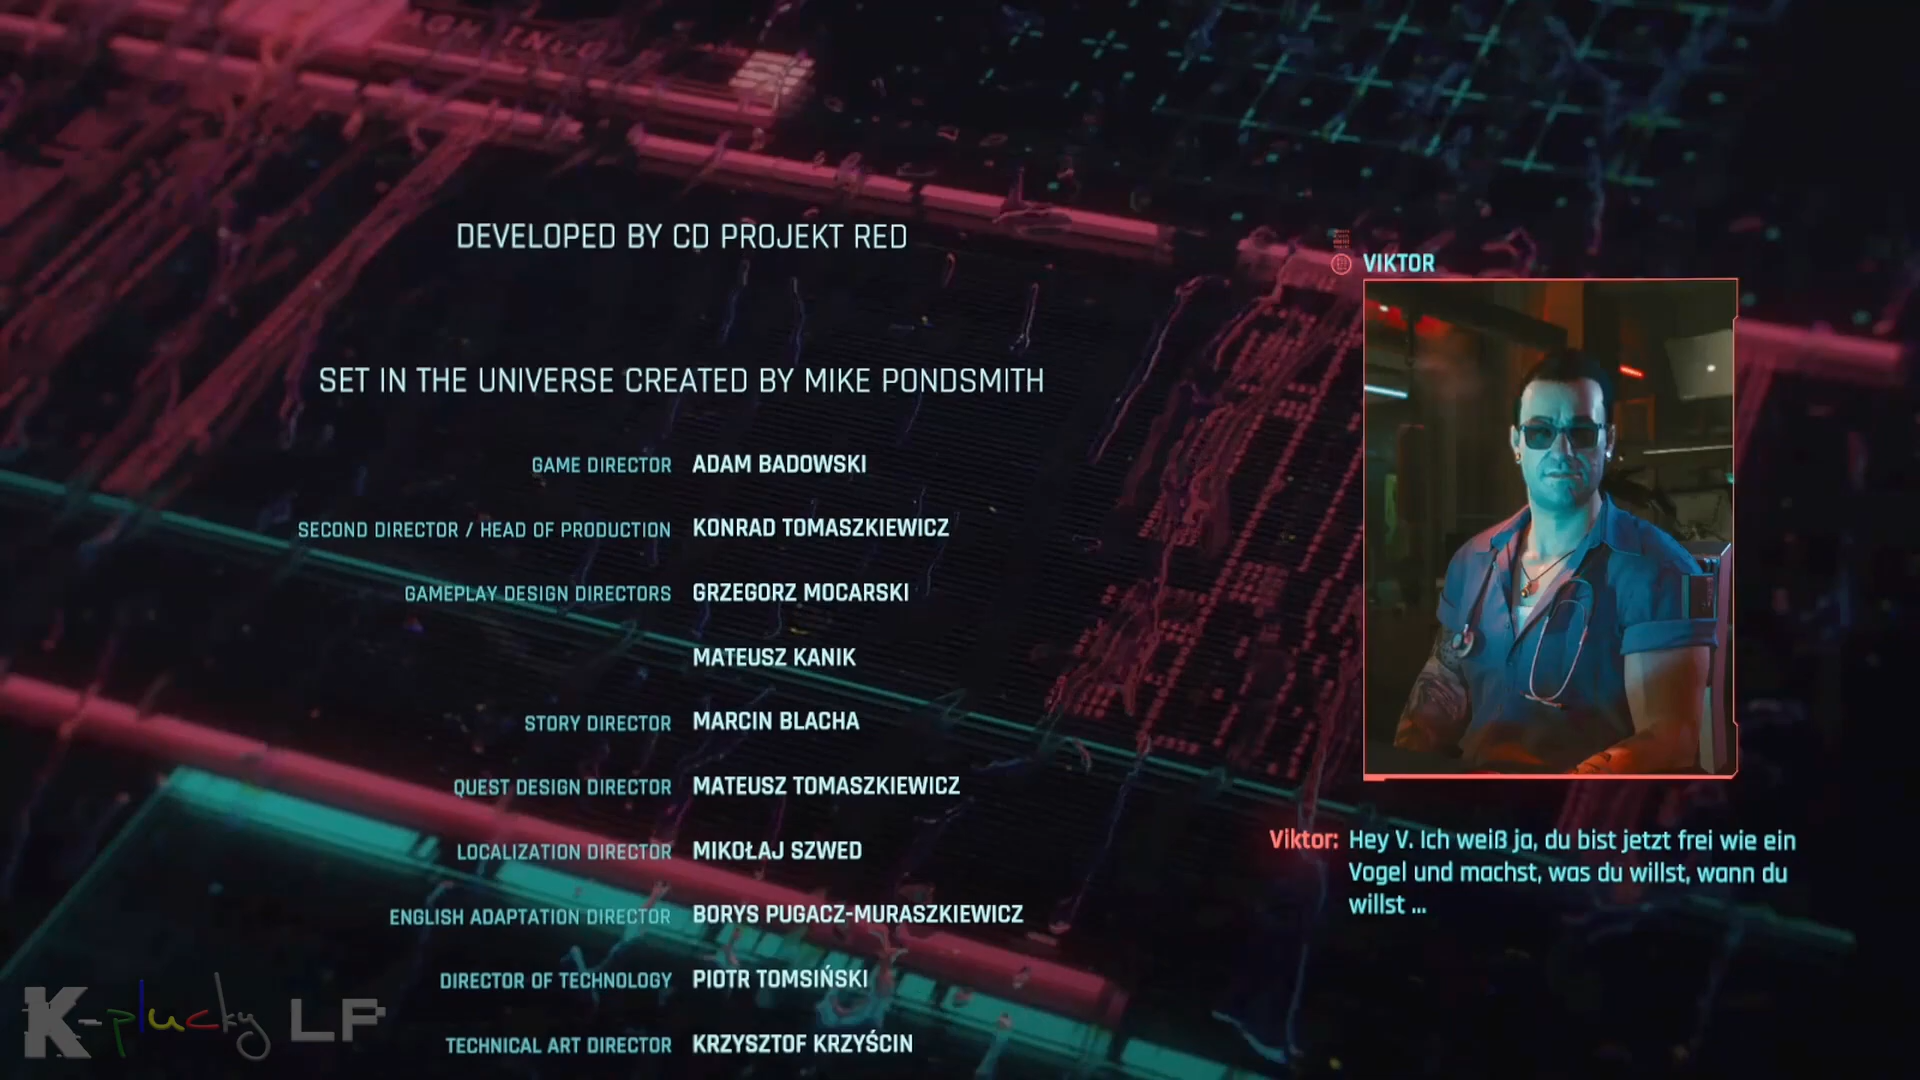 DEVELOPED BY CD PROJEKT RED
SET IN THE UNIVERSE CREATED BY MIKE PONDSMITH
GAME DIRECTOR ADAM BADOWSKI
SECOND DIRECTOR / HEAD OF PRODUCTION KONRAD TOMASZKIEWICZ
GAMEPLAY DESIGN DIRECTORS GRZEGORZ MOCARSKI
MATEUSZ KANIK
STORY DIRECTOR MARCIN BLACHA
QUEST DESIGN DIRECTOR MATEUSZ TOMASZKIEWICZ
LOCALIZATION DIRECTOR MIKOŁAJ SZWED
ENGLISH ADAPTATION DIRECTOR BORYS PUGACZ-MURASZKIEWICZ
DIRECTOR OF TECHNOLOGY PIOTR TOMSIŃSKI
TECHNICAL ART DIRECTOR KRZYSZTOF KRZYŚCIN
VIKTOR
Viktor: Hey V. Ich weiß ja, du bist jetzt frei wie ein
Vogel und machst, was du willst, wann du
willst ...
K-plucky LP